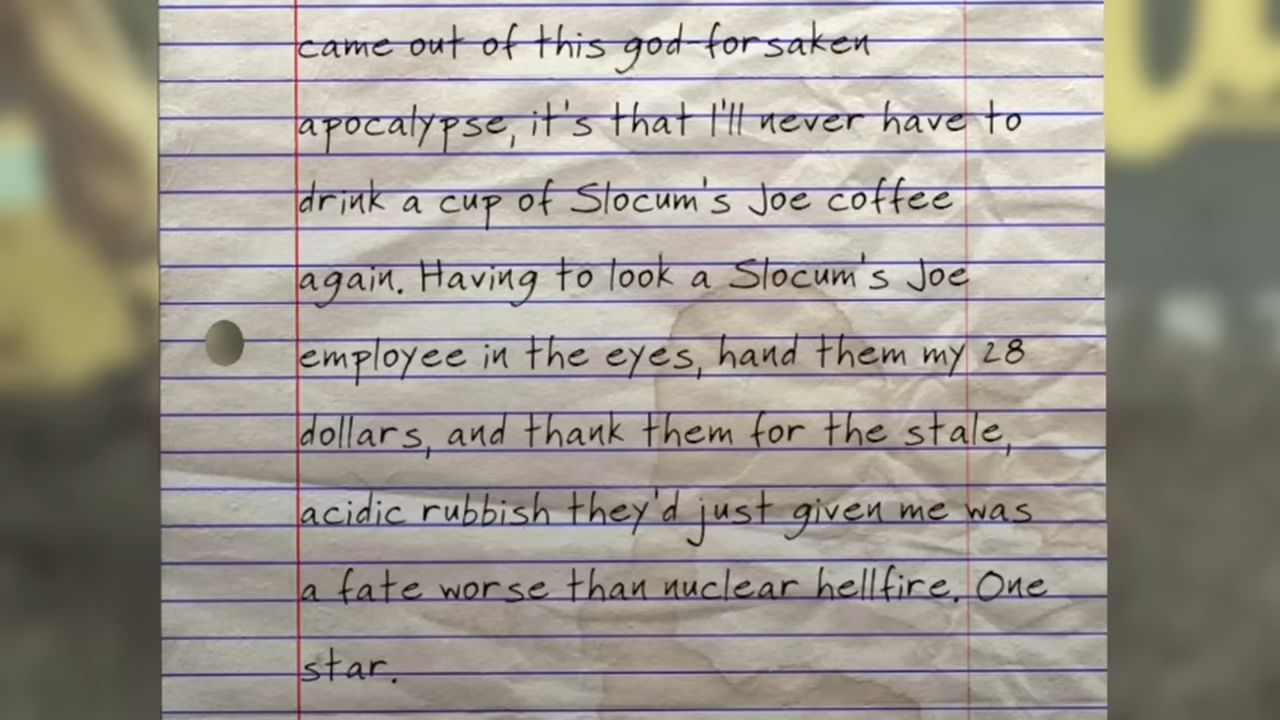 came out of this god-forsaken
apocalypse, it's that I'll never have to
drink a cup of Slocum's Joe coffee
again. Having to look a Slocum's Joe
employee in the eyes, hand them my 28
dollars, and thank them for the stale,
acidic rubbish they'd just given me was
a fate worse than nuclear hellfire. One
star.